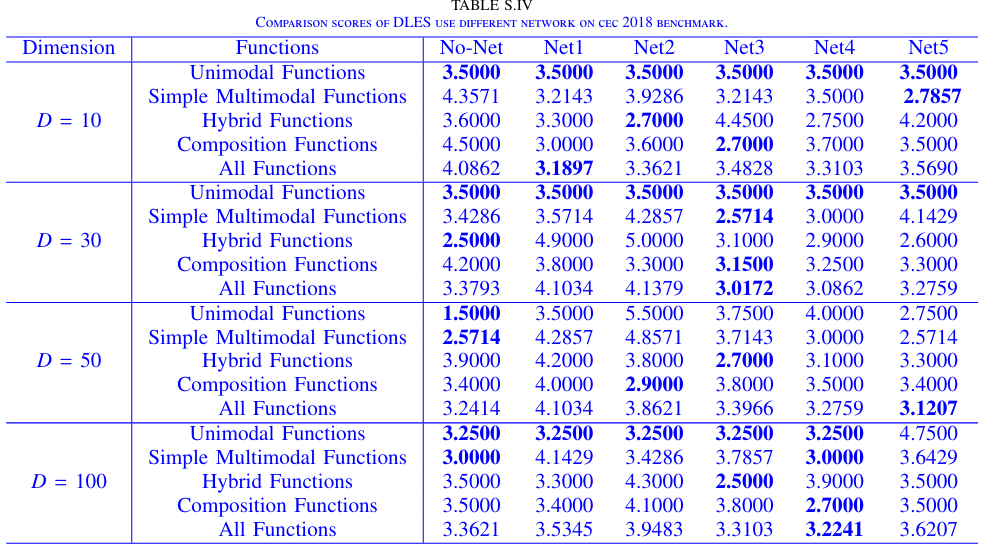 TABLE S.IV
Comparison scores of DLES use different network on cec 2018 benchmark.
Dimension Functions No-Net Net1 Net2 Net3 Net4 Net5
Unimodal Functions 3.5000 3.5000 3.5000 3.5000 3.5000 3.5000
Simple Multimodal Functions 4.3571 3.2143 3.9286 3.2143 3.5000 2.7857
D = 10 Hybrid Functions 3.6000 3.3000 2.7000 4.4500 2.7500 4.2000
Composition Functions 4.5000 3.0000 3.6000 2.7000 3.7000 3.5000
All Functions 4.0862 3.1897 3.3621 3.4828 3.3103 3.5690
Unimodal Functions 3.5000 3.5000 3.5000 3.5000 3.5000 3.5000
Simple Multimodal Functions 3.4286 3.5714 4.2857 2.5714 3.0000 4.1429
D = 30 Hybrid Functions 2.5000 4.9000 5.0000 3.1000 2.9000 2.6000
Composition Functions 4.2000 3.8000 3.3000 3.1500 3.2500 3.3000
All Functions 3.3793 4.1034 4.1379 3.0172 3.0862 3.2759
Unimodal Functions 1.5000 3.5000 5.5000 3.7500 4.0000 2.7500
Simple Multimodal Functions 2.5714 4.2857 4.8571 3.7143 3.0000 2.5714
D = 50 Hybrid Functions 3.9000 4.2000 3.8000 2.7000 3.1000 3.3000
Composition Functions 3.4000 4.0000 2.9000 3.8000 3.5000 3.4000
All Functions 3.2414 4.1034 3.8621 3.3966 3.2759 3.1207
Unimodal Functions 3.2500 3.2500 3.2500 3.2500 3.2500 4.7500
Simple Multimodal Functions 3.0000 4.1429 3.4286 3.7857 3.0000 3.6429
D = 100 Hybrid Functions 3.5000 3.3000 4.3000 2.5000 3.9000 3.5000
Composition Functions 3.5000 3.4000 4.1000 3.8000 2.7000 3.5000
All Functions 3.3621 3.5345 3.9483 3.3103 3.2241 3.6207